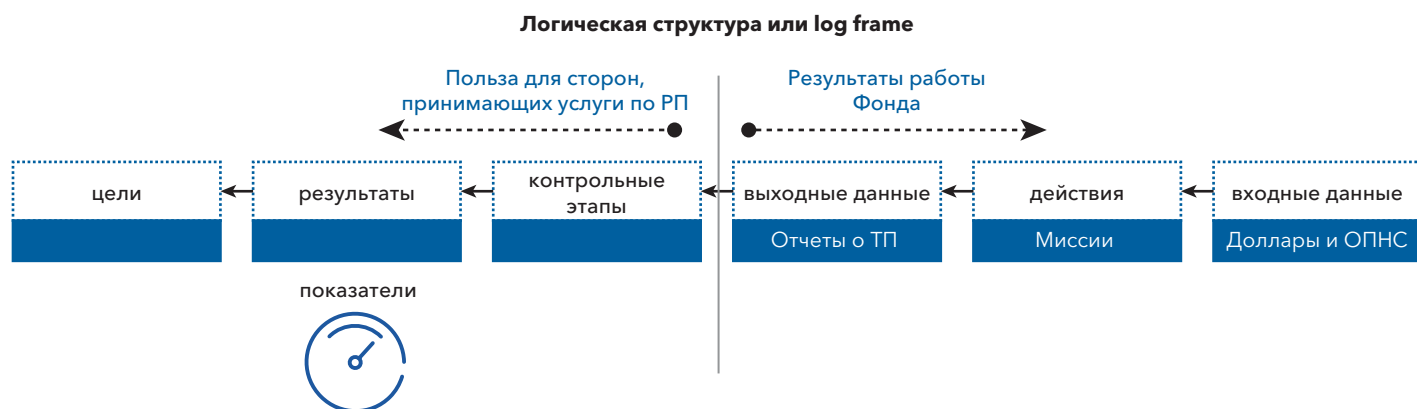 Логическая структура или log frame
Польза для сторон,
принимающих услуги по РП
Результаты работы
Фонда
цели
результаты
контрольные
этапы
выходные данные
действия
входные данные
Отчеты о ТП
Миссии
Доллары и ОПНС
показатели